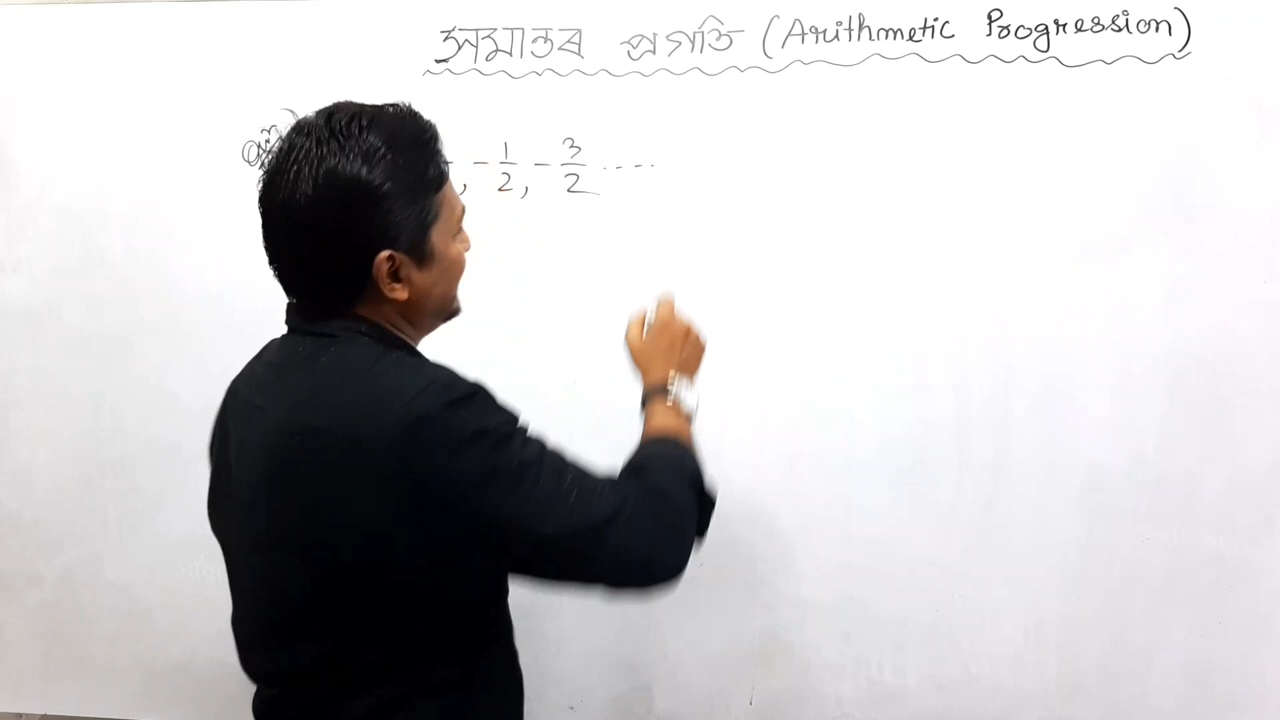 সমান্তৰ প্ৰগতি (Arithmetic Progression)
, -1/2, -3/2 ----